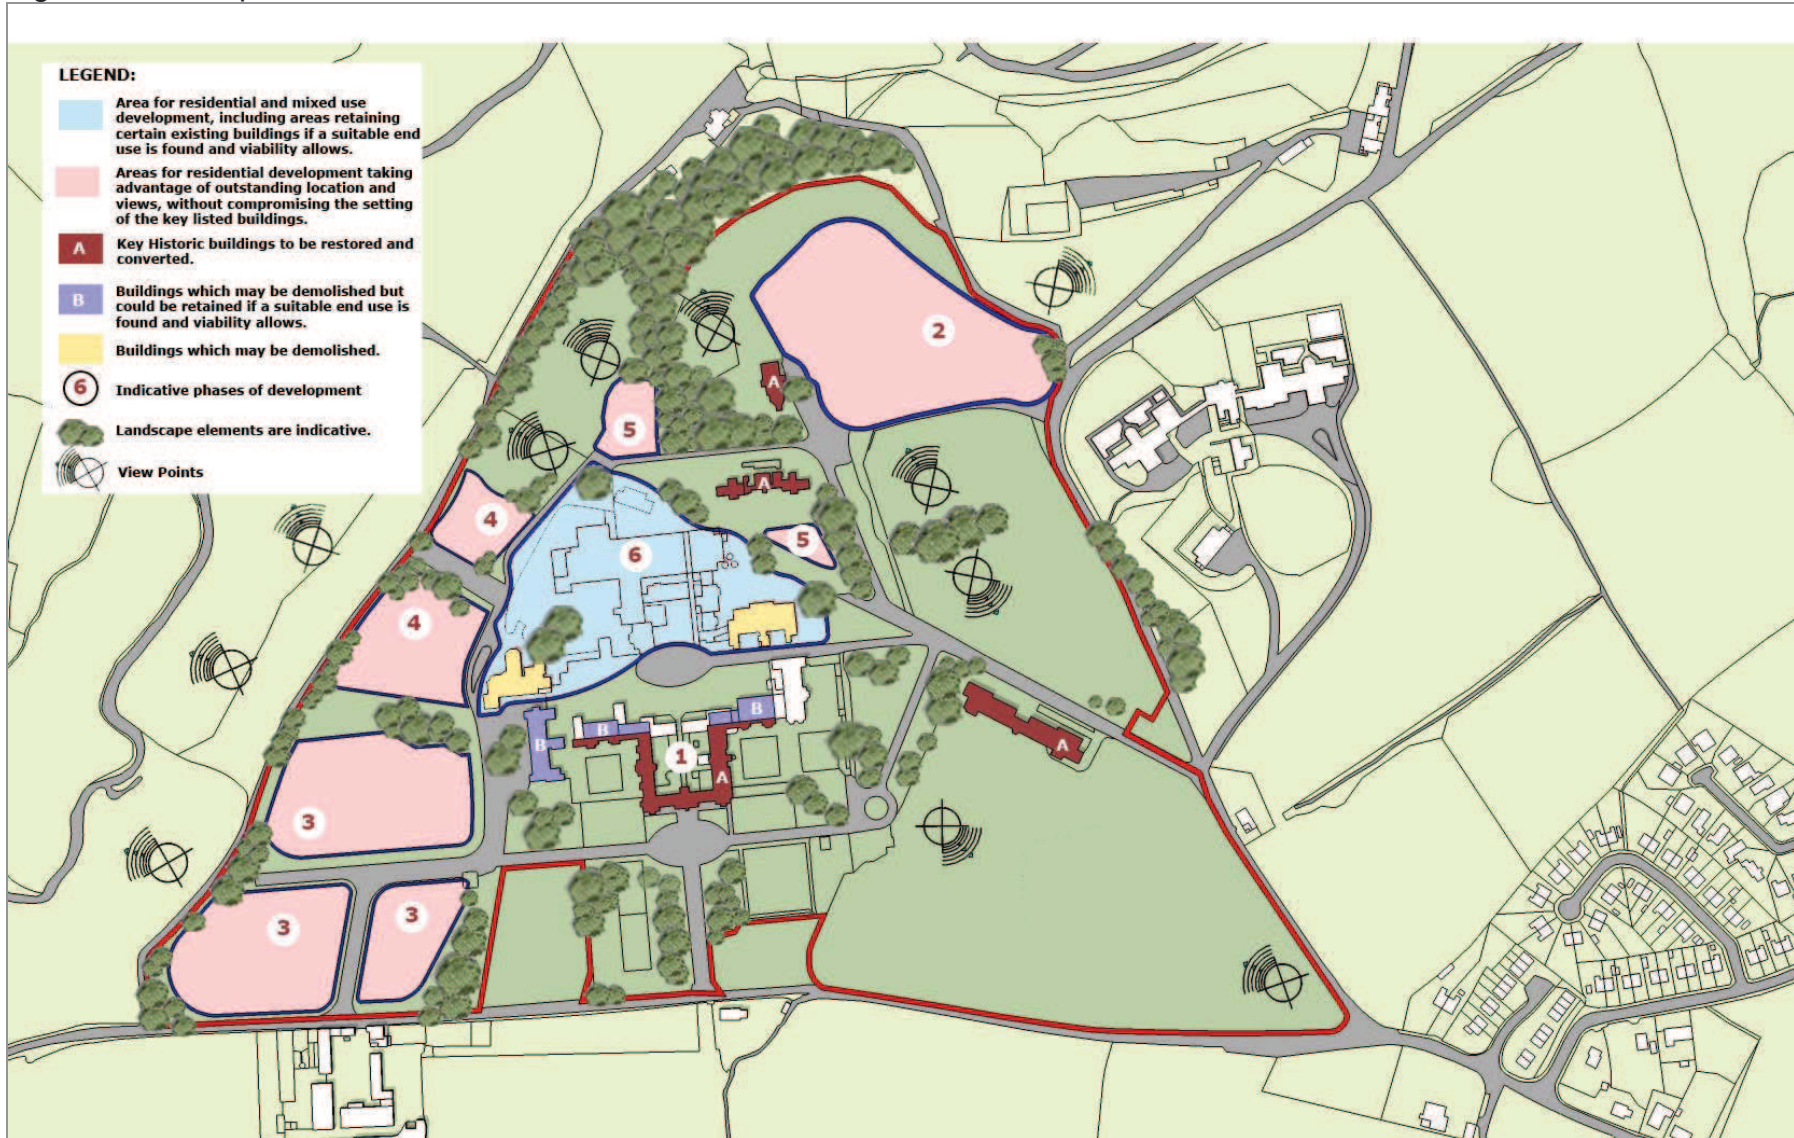 LEGEND:
Area for residential and mixed use
development, including areas retaining
certain existing buildings if a suitable end
use is found and viability allows.
Areas for residential development taking
advantage of outstanding location and
views, without compromising the setting
of the key listed buildings.
A
Key Historic buildings to be restored and
converted.
B
Buildings which may be demolished but
could be retained if a suitable end use is
found and viability allows.
Buildings which may be demolished.
6
Indicative phases of development
Landscape elements are indicative.
View Points
2
A
5
A
4
5
6
4
B
B
B
A
1
A
3
3
3